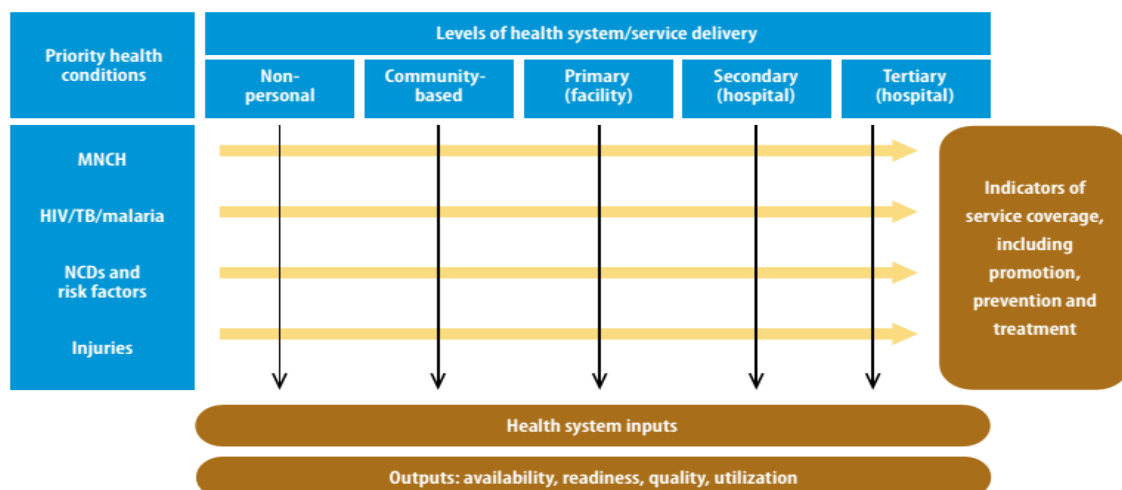 Priority health
conditions
Levels of health system/service delivery
Non-
personal
Community-
based
Primary
(facility)
Secondary
(hospital)
Tertiary
(hospital)
MNCH
HIV/TB/malaria
NCDs and
risk factors
Injuries
Indicators of
service coverage,
including
promotion,
prevention and
treatment
Health system inputs
Outputs: availability, readiness, quality, utilization